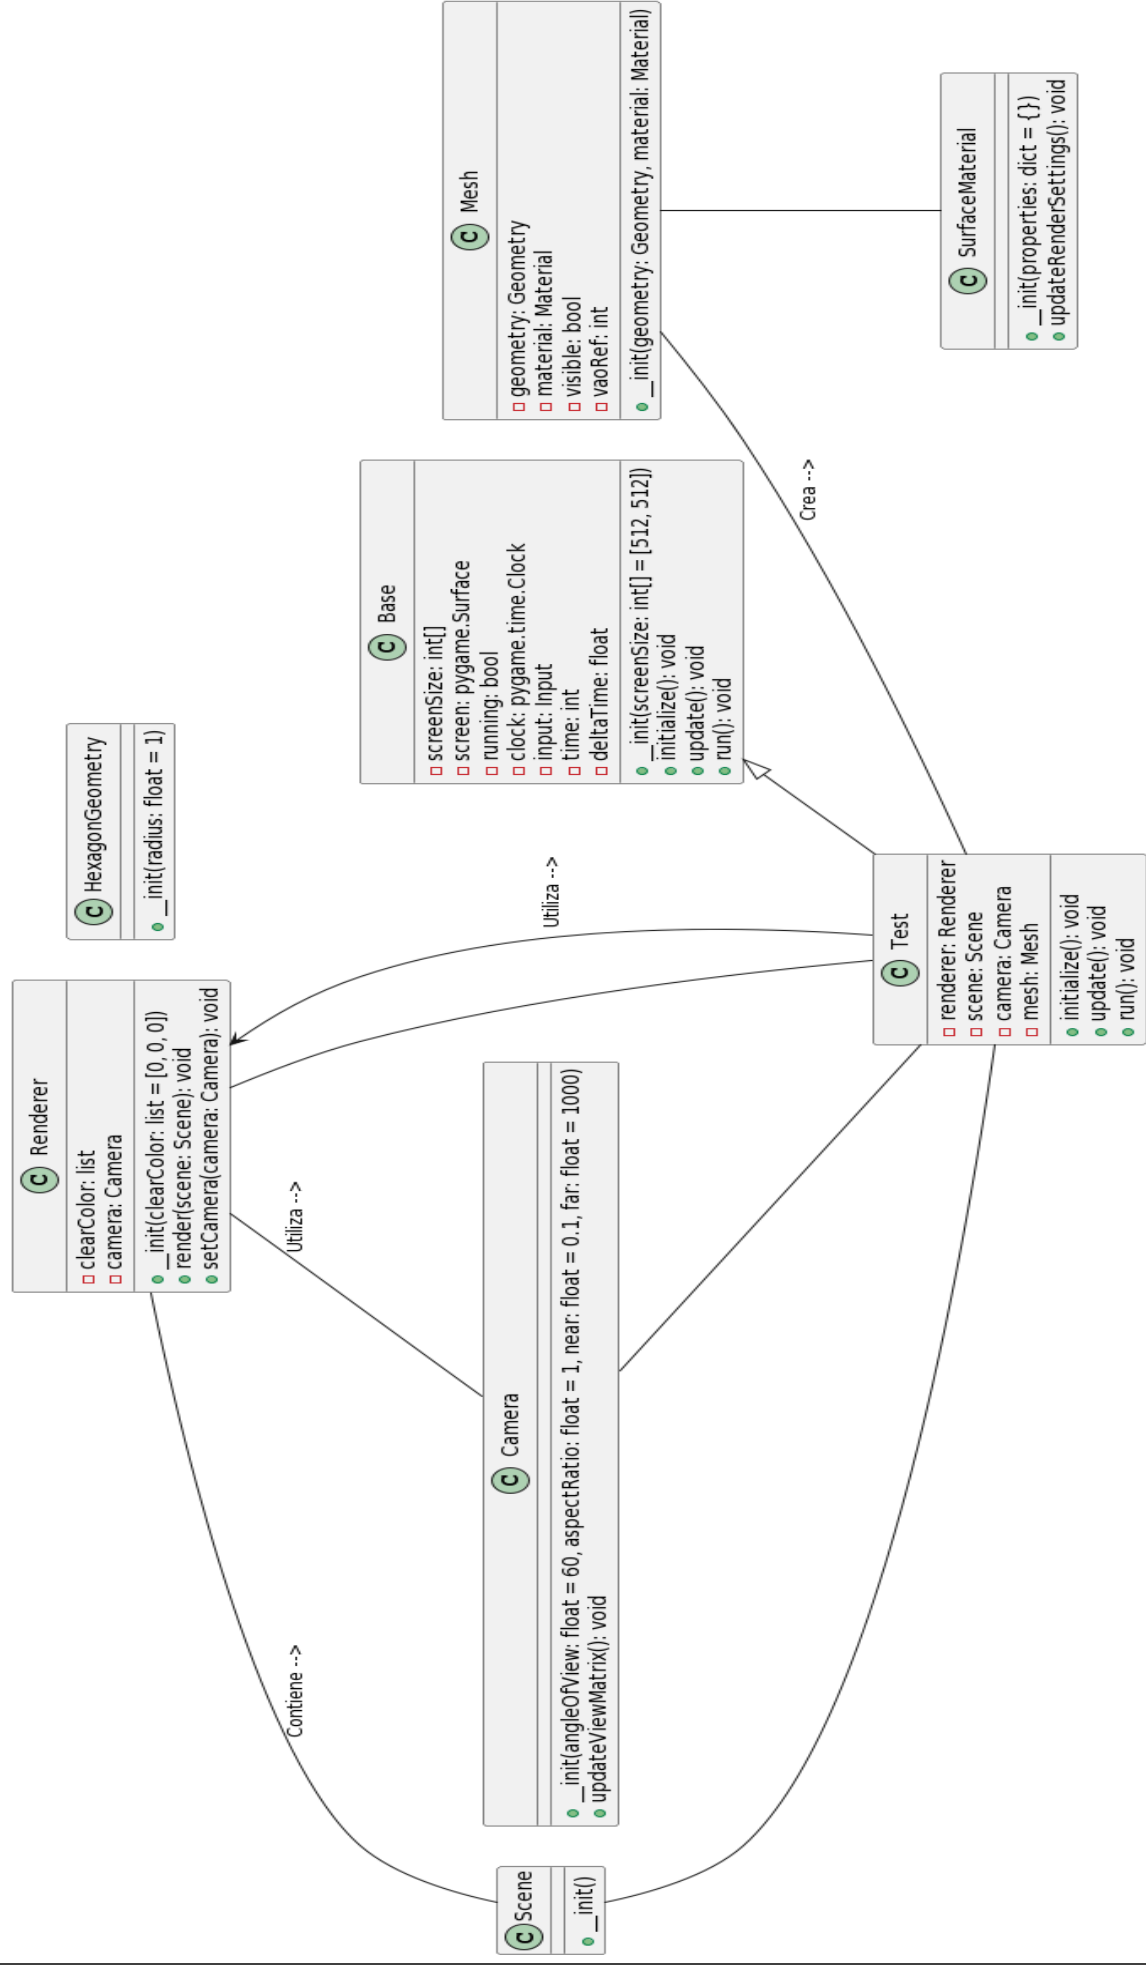 C Renderer
clearColor: list
camera: Camera
__init(clearColor: list = [0, 0, 0])
render(scene: Scene): void
setCamera(camera: Camera): void
C HexagonGeometry
__init(radius: float = 1)
Contiene -->
Utiliza -->
Utiliza -->
C Scene
__init()
C Camera
__init(angleOfView: float = 60, aspectRatio: float = 1, near: float = 0.1, far: float = 1000)
updateViewMatrix(): void
C Base
screenSize: int[]
screen: pygame.Surface
running: bool
clock: pygame.time.Clock
input: Input
time: int
deltaTime: float
__init(screenSize: int[] = [512, 512])
initialize(): void
update(): void
run(): void
C Mesh
geometry: Geometry
material: Material
visible: bool
vaoRef: int
__init(geometry: Geometry, material: Material)
Crea -->
C Test
renderer: Renderer
scene: Scene
camera: Camera
mesh: Mesh
initialize(): void
update(): void
run(): void
C SurfaceMaterial
__init(properties: dict = {})
updateRenderSettings(): void